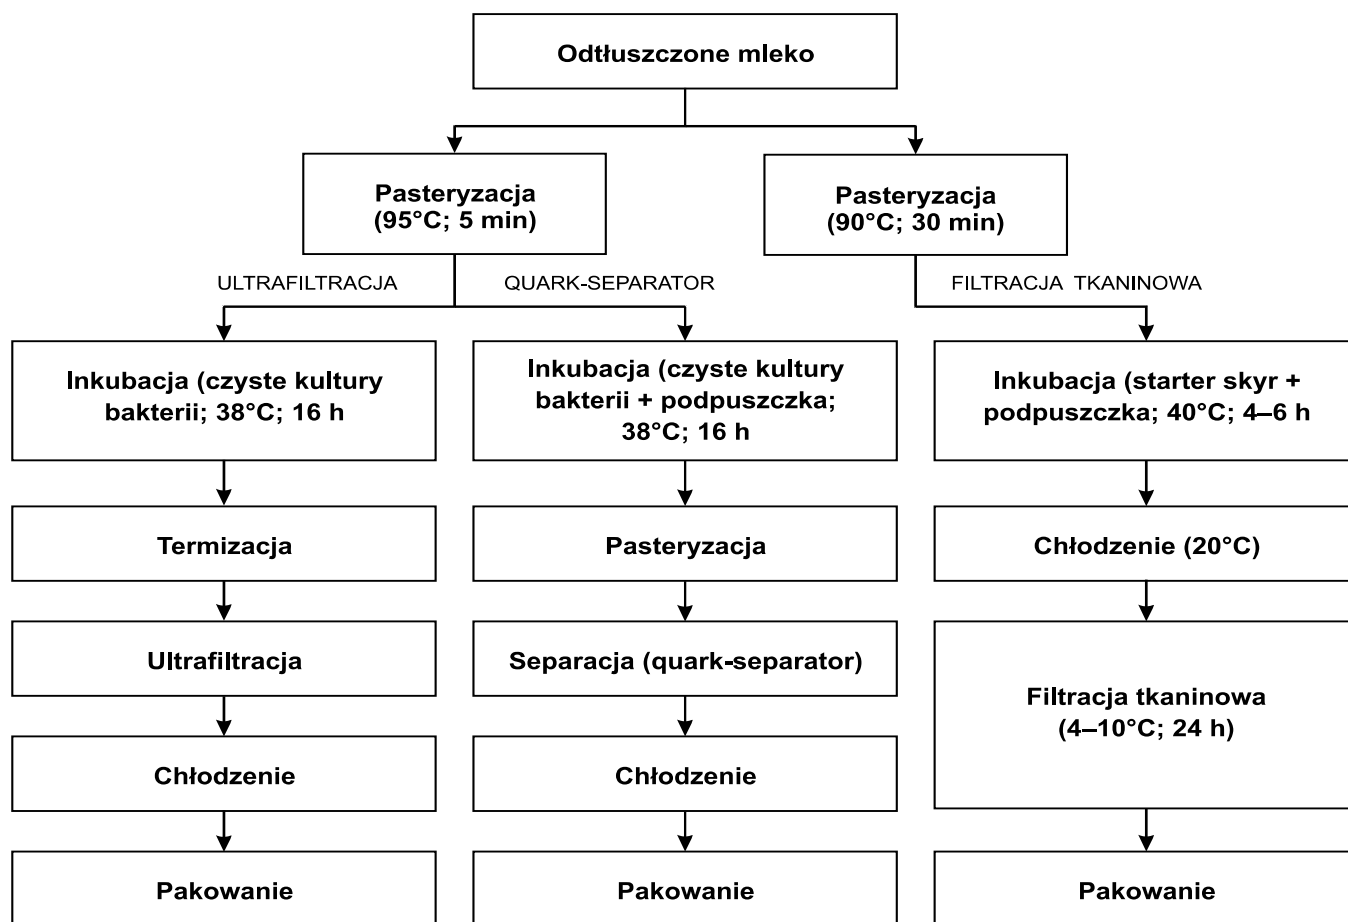 Odtłuszczone mleko
Pasteryzacja
(95°C; 5 min)
Pasteryzacja
(90°C; 30 min)
ULTRAFILTRACJA
QUARK-SEPARATOR
FILTRACJA TKANINOWA
Inkubacja (czyste kultury
bakterii; 38°C; 16 h
Inkubacja (czyste kultury
bakterii + podpuszczka;
38°C; 16 h
Inkubacja (starter skyr +
podpuszczka; 40°C; 4–6 h
Termizacja
Pasteryzacja
Chłodzenie (20°C)
Ultrafiltracja
Separacja (quark-separator)
Filtracja tkaninowa
(4–10°C; 24 h)
Chłodzenie
Chłodzenie
Pakowanie
Pakowanie
Pakowanie